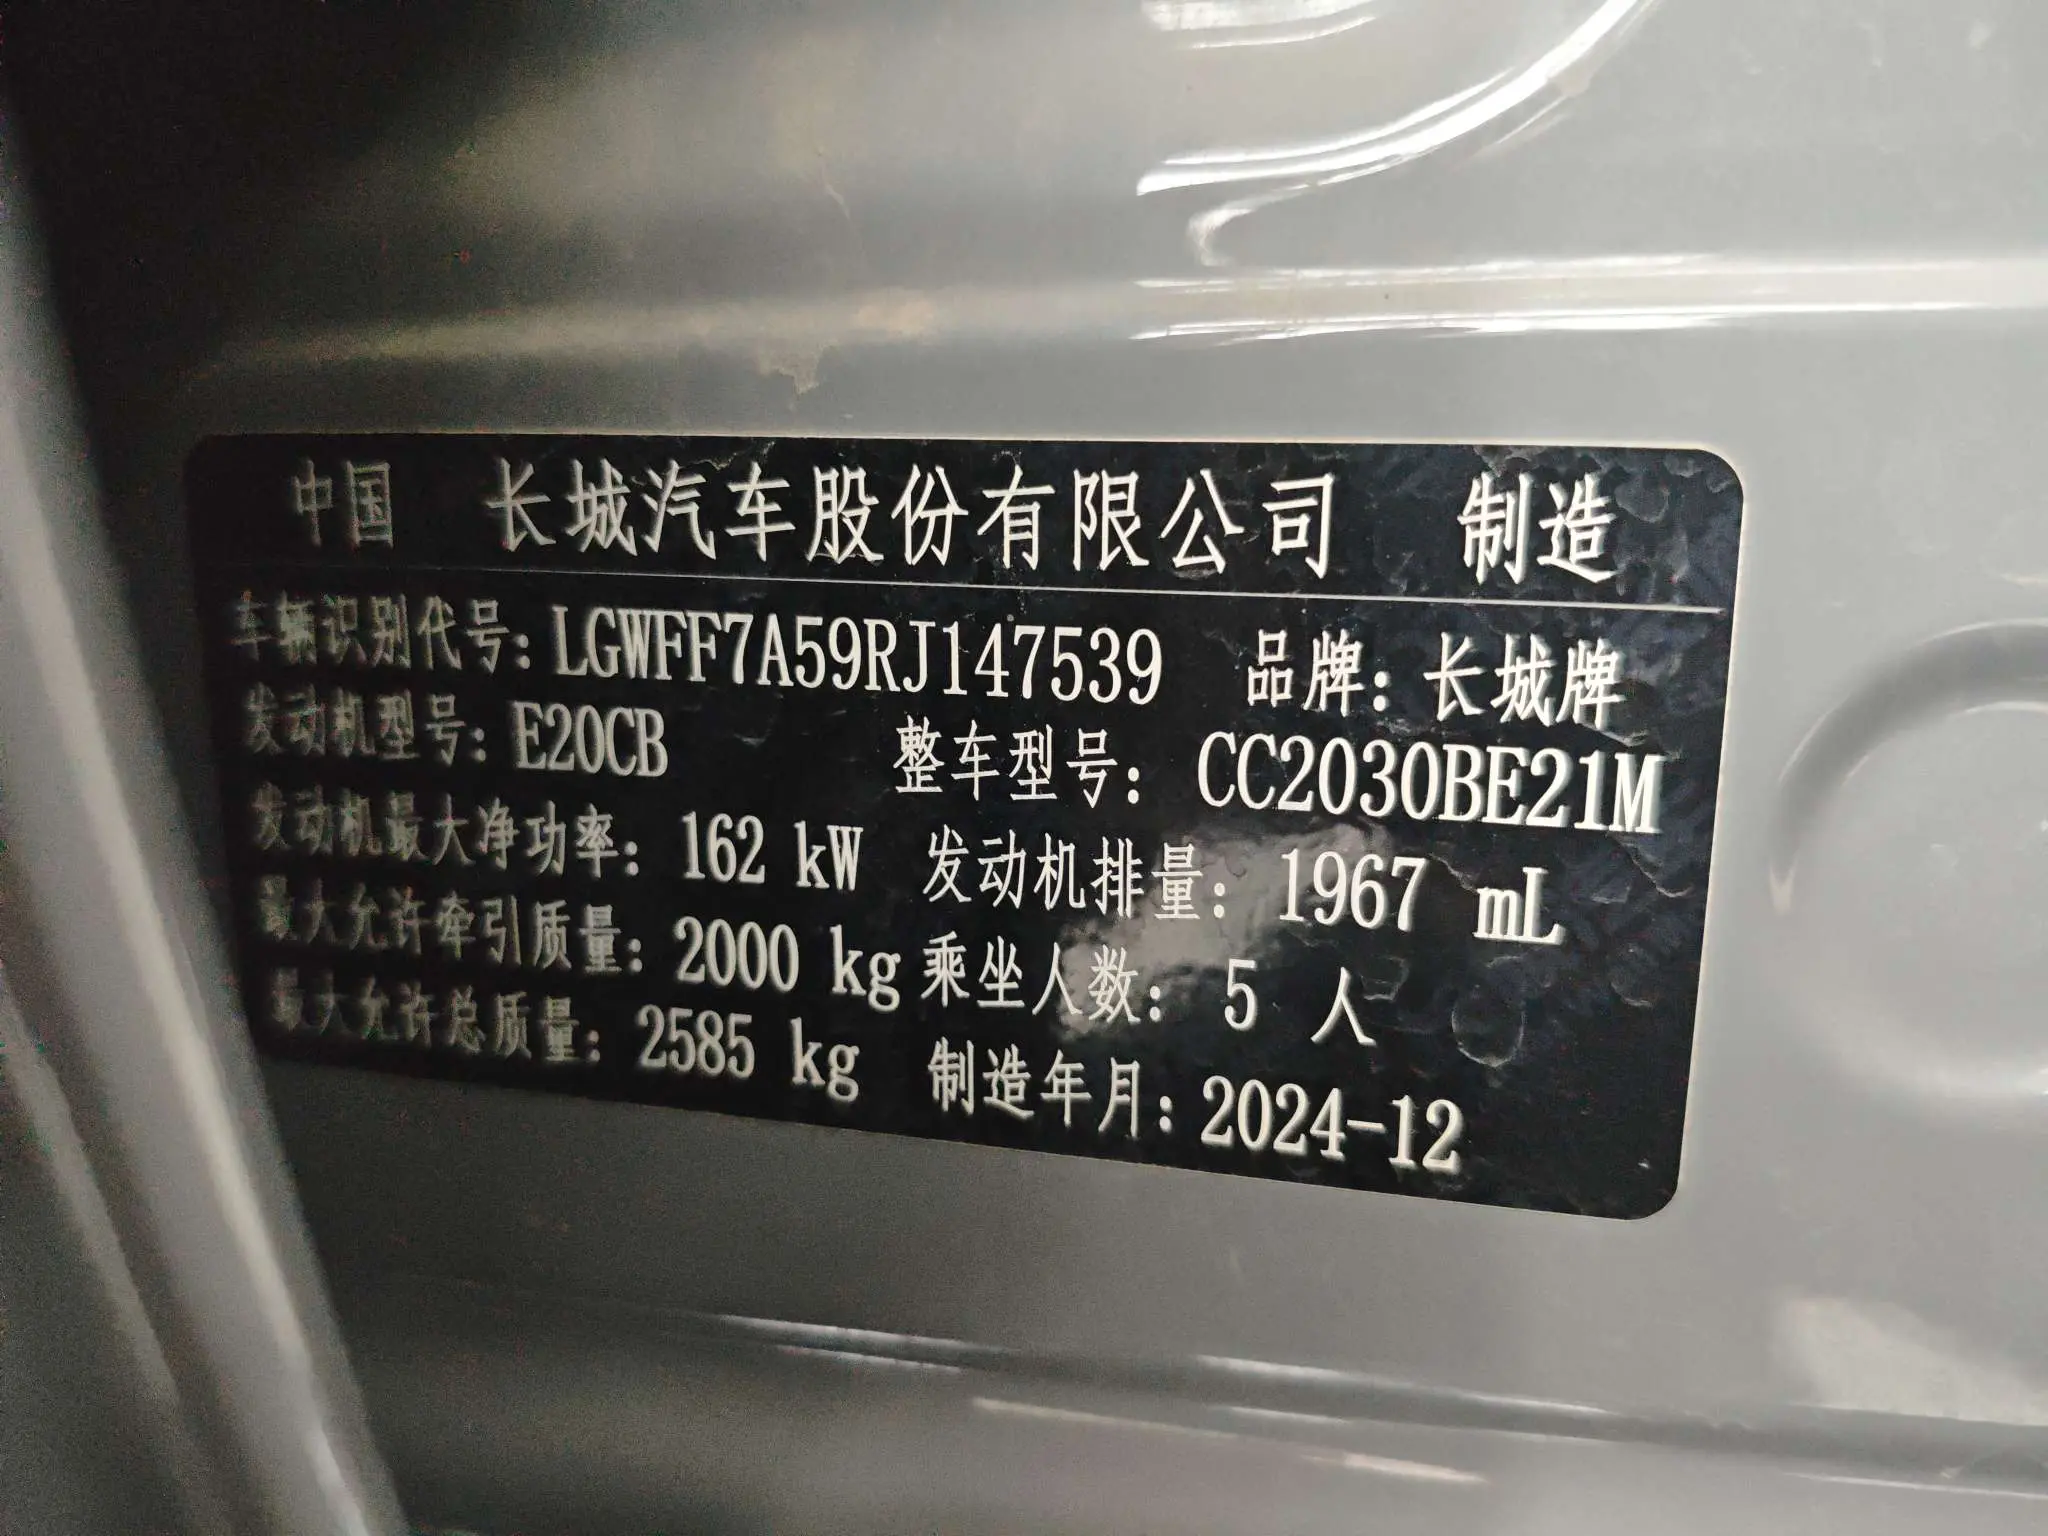 中国 长城汽车股份有限公司 制造
车辆识别代号：LGWFF7A59RJ147539 品牌：长城牌
发动机型号：E20CB 整车型号：CC2030BE21M
发动机最大净功率：162 kW 发动机排量：1967 mL
最大允许牵引质量：2000 kg 乘坐人数：5 人
最大允许总质量：2585 kg 制造年月：2024-12